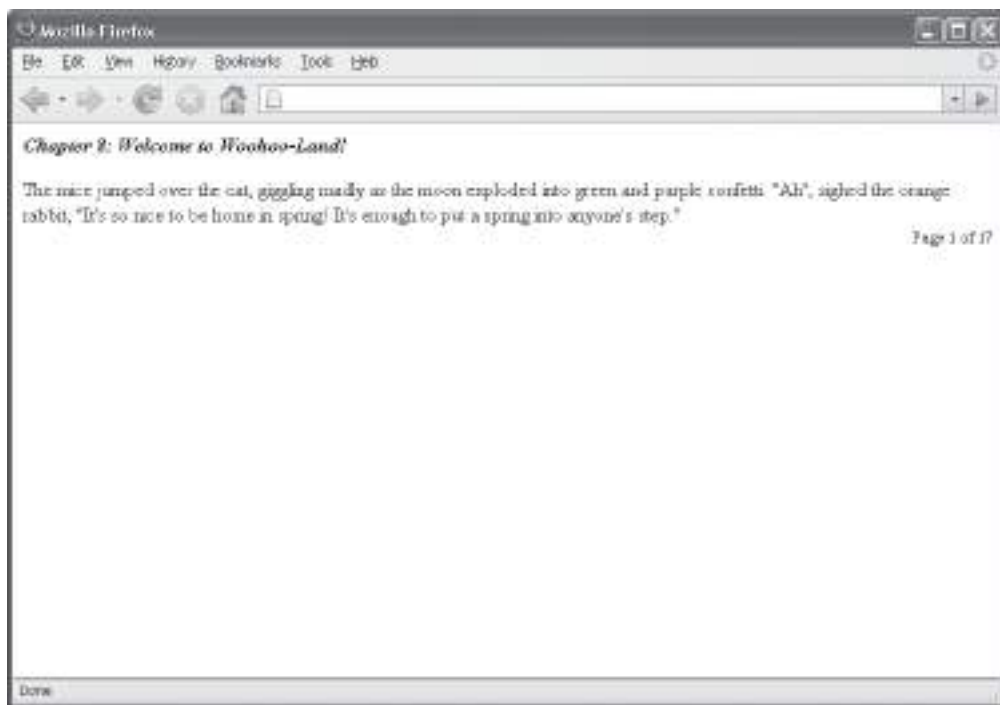 Mozilla Firefox
File Edit View History Bookmarks Tools Help
Chapter 8: Welcome to Woohoo-Land!
The mice jumped over the cat, giggling madly as the moon exploded into green and purple confetti. "Ah", sighed the orange
rabbit, "It's so nice to be home in spring! It's enough to put a spring into anyone's step."
Page 1 of 17
Done